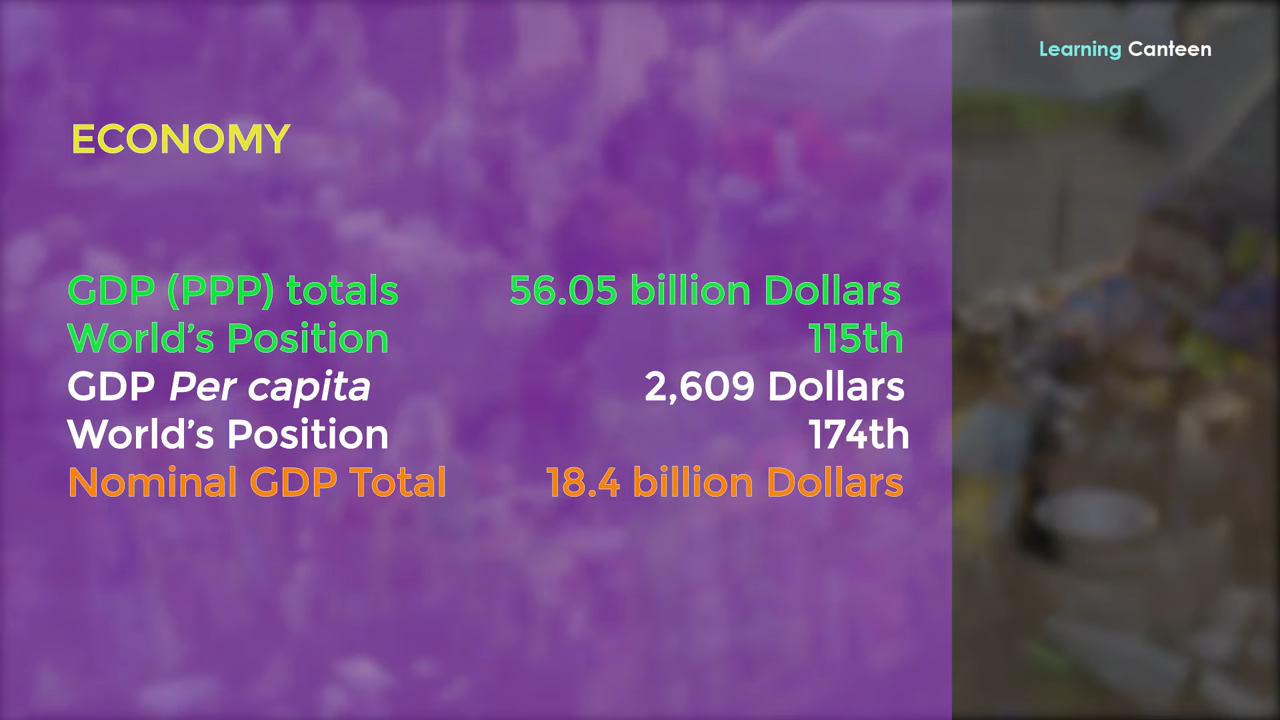 Learning Canteen
ECONOMY
GDP (PPP) totals 56.05 billion Dollars
World's Position 115th
GDP Per capita 2,609 Dollars
World's Position 174th
Nominal GDP Total 18.4 billion Dollars